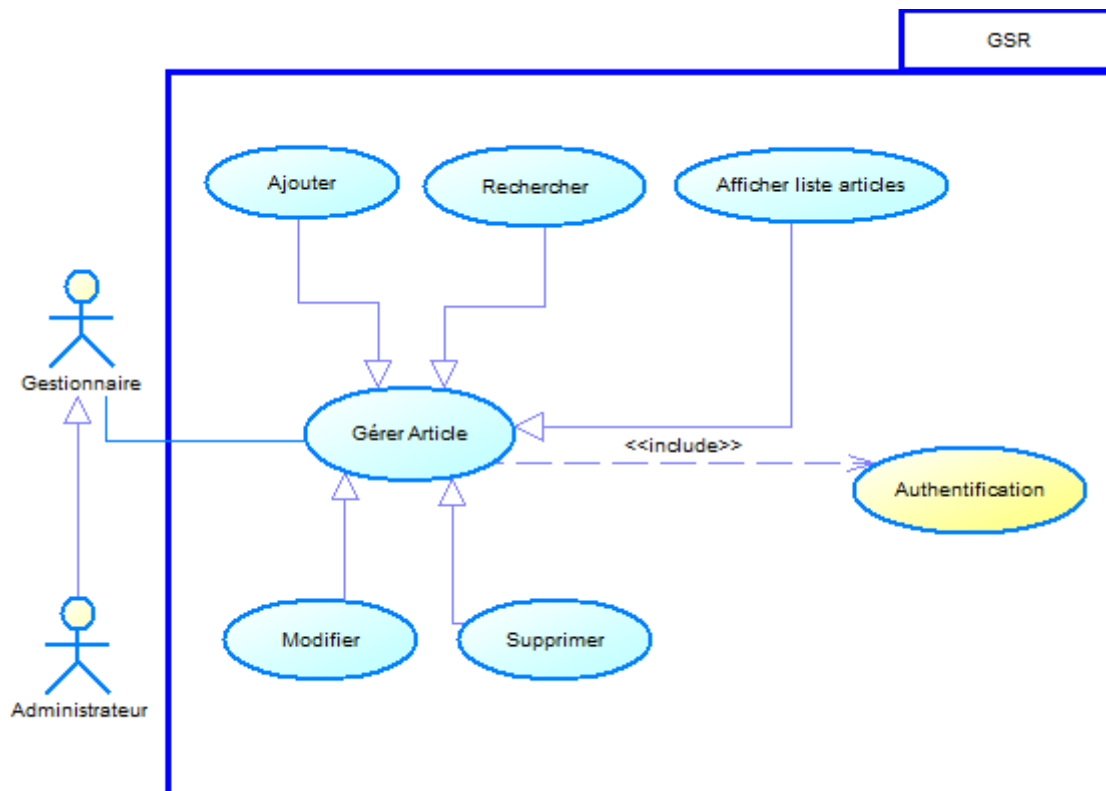 GSR
Ajouter
Rechercher
Afficher liste articles
Gestionnaire
Gérer Article
<<include>>
Authentification
Modifier
Supprimer
Administrateur